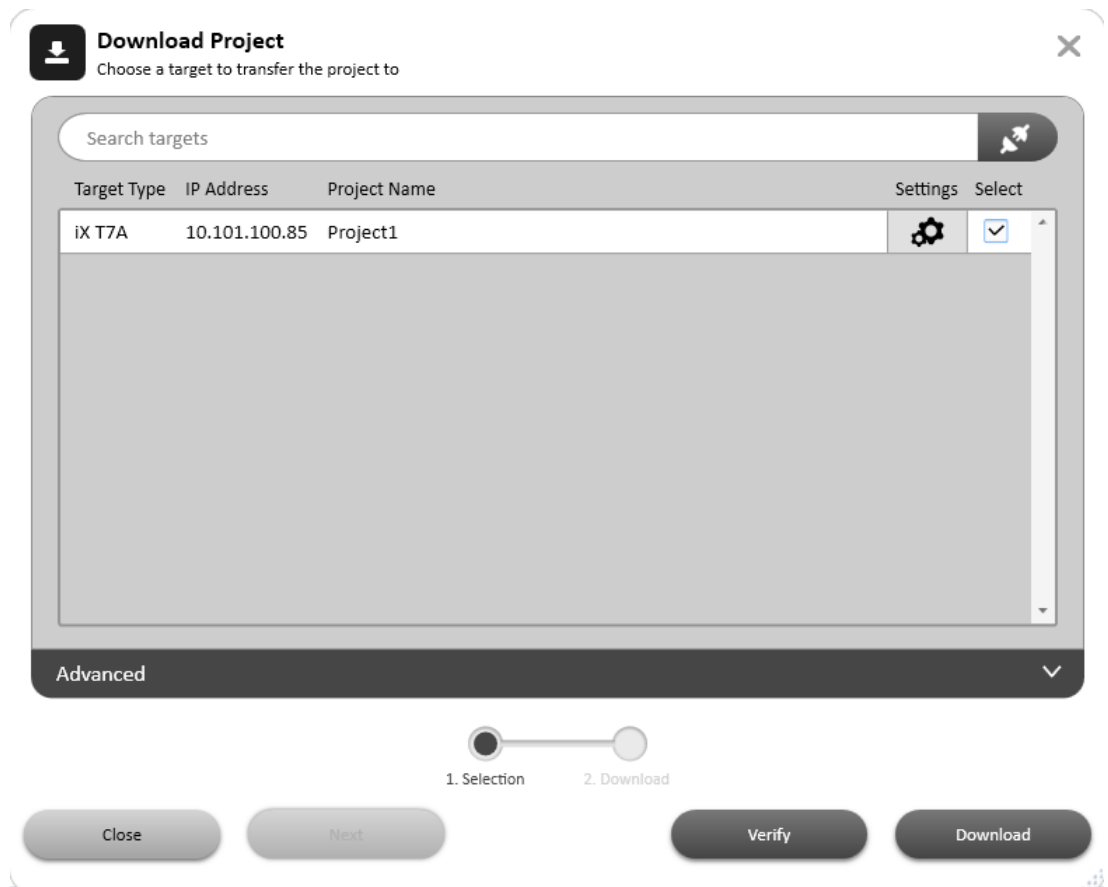 Download Project
Choose a target to transfer the project to
Search targets
Target Type IP Address Project Name Settings Select
iX T7A 10.101.100.85 Project1
Advanced
1. Selection 2. Download
Close Next Verify Download